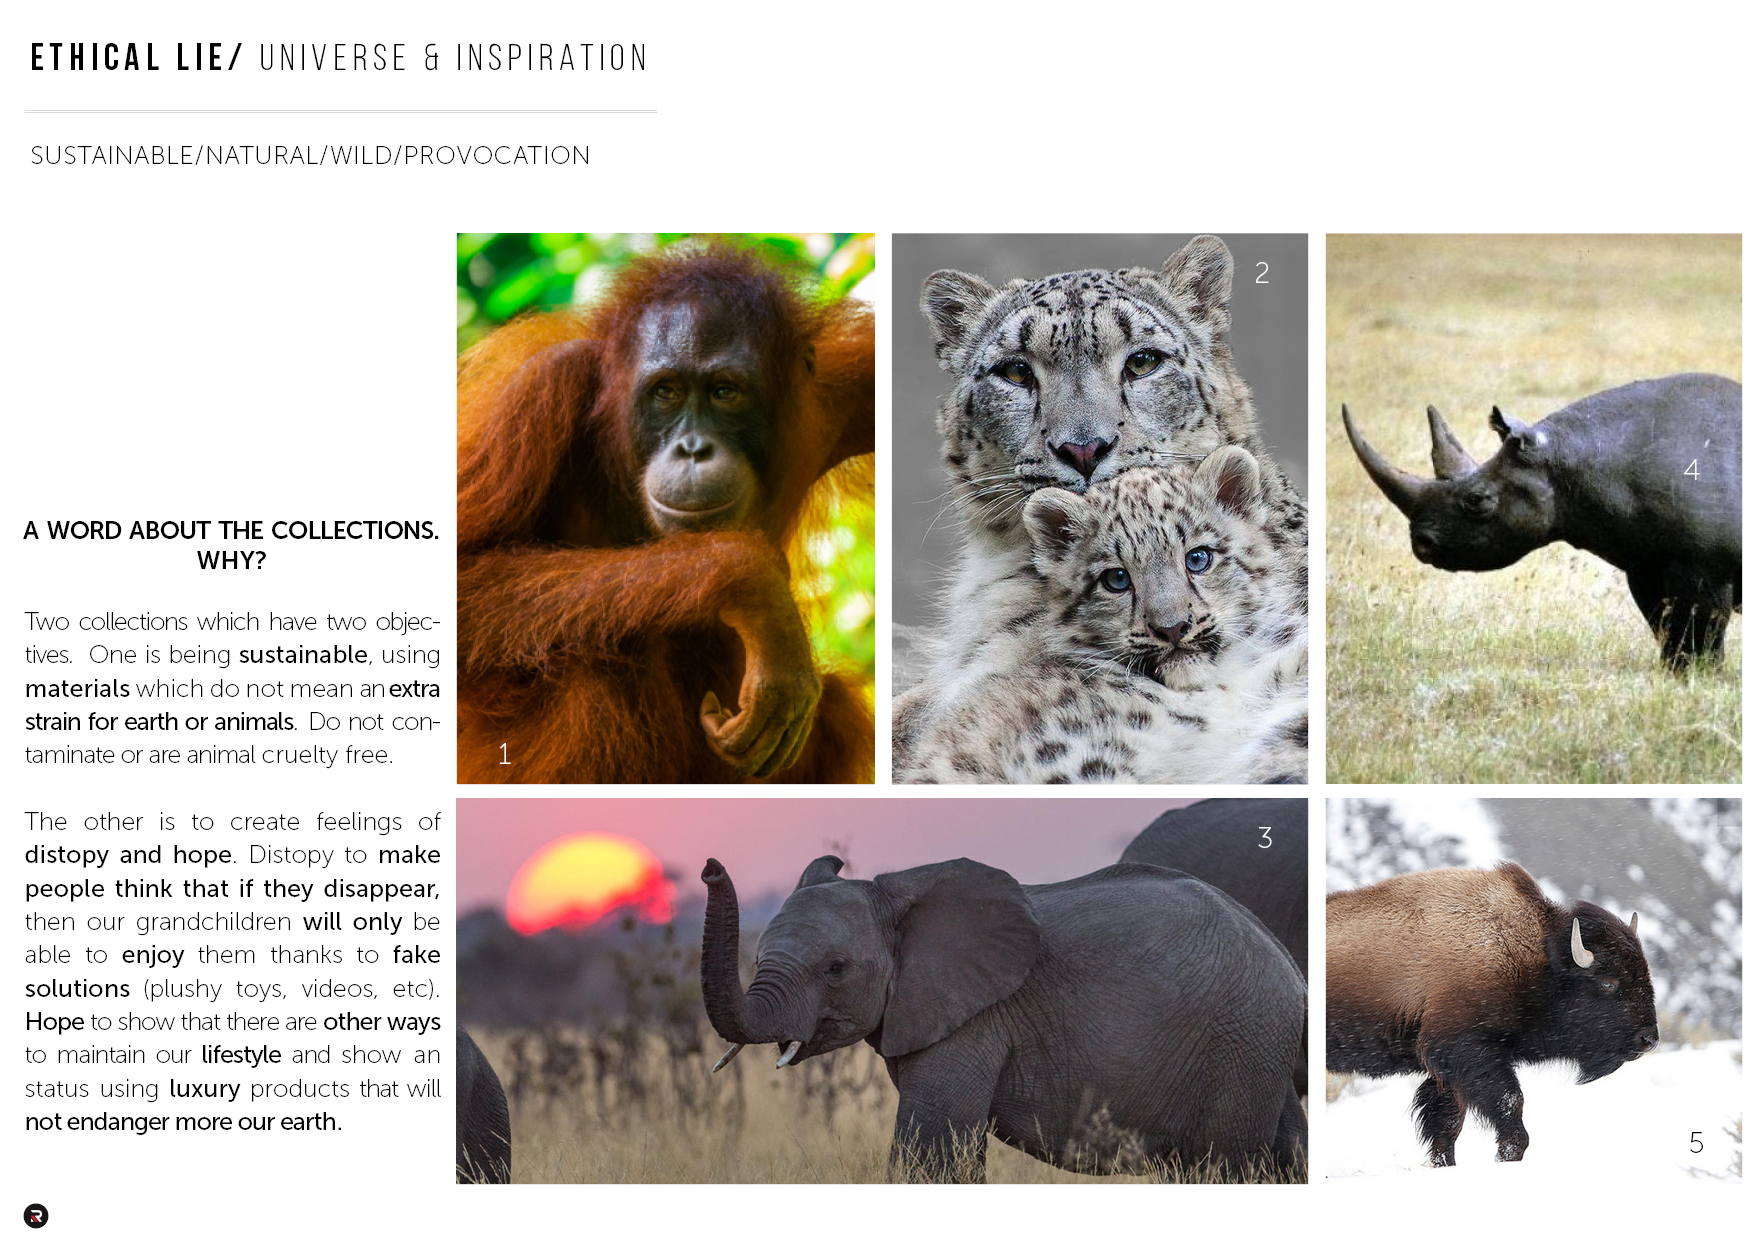 ETHICAL LIE/ UNIVERSE & INSPIRATION
SUSTAINABLE/NATURAL/WILD/PROVOCATION
A WORD ABOUT THE COLLECTIONS.
WHY?
Two collections which have two objec-
tives. One is being sustainable, using
materials which do not mean an extra
strain for earth or animals. Do not con-
taminate or are animal cruelty free.
The other is to create feelings of
distopy and hope. Distopy to make
people think that if they disappear,
then our grandchildren will only be
able to enjoy them thanks to fake
solutions (plushy toys, videos, etc).
Hope to show that there are other ways
to maintain our lifestyle and show an
status using luxury products that will
not endanger more our earth.
1
2
4
3
5
R